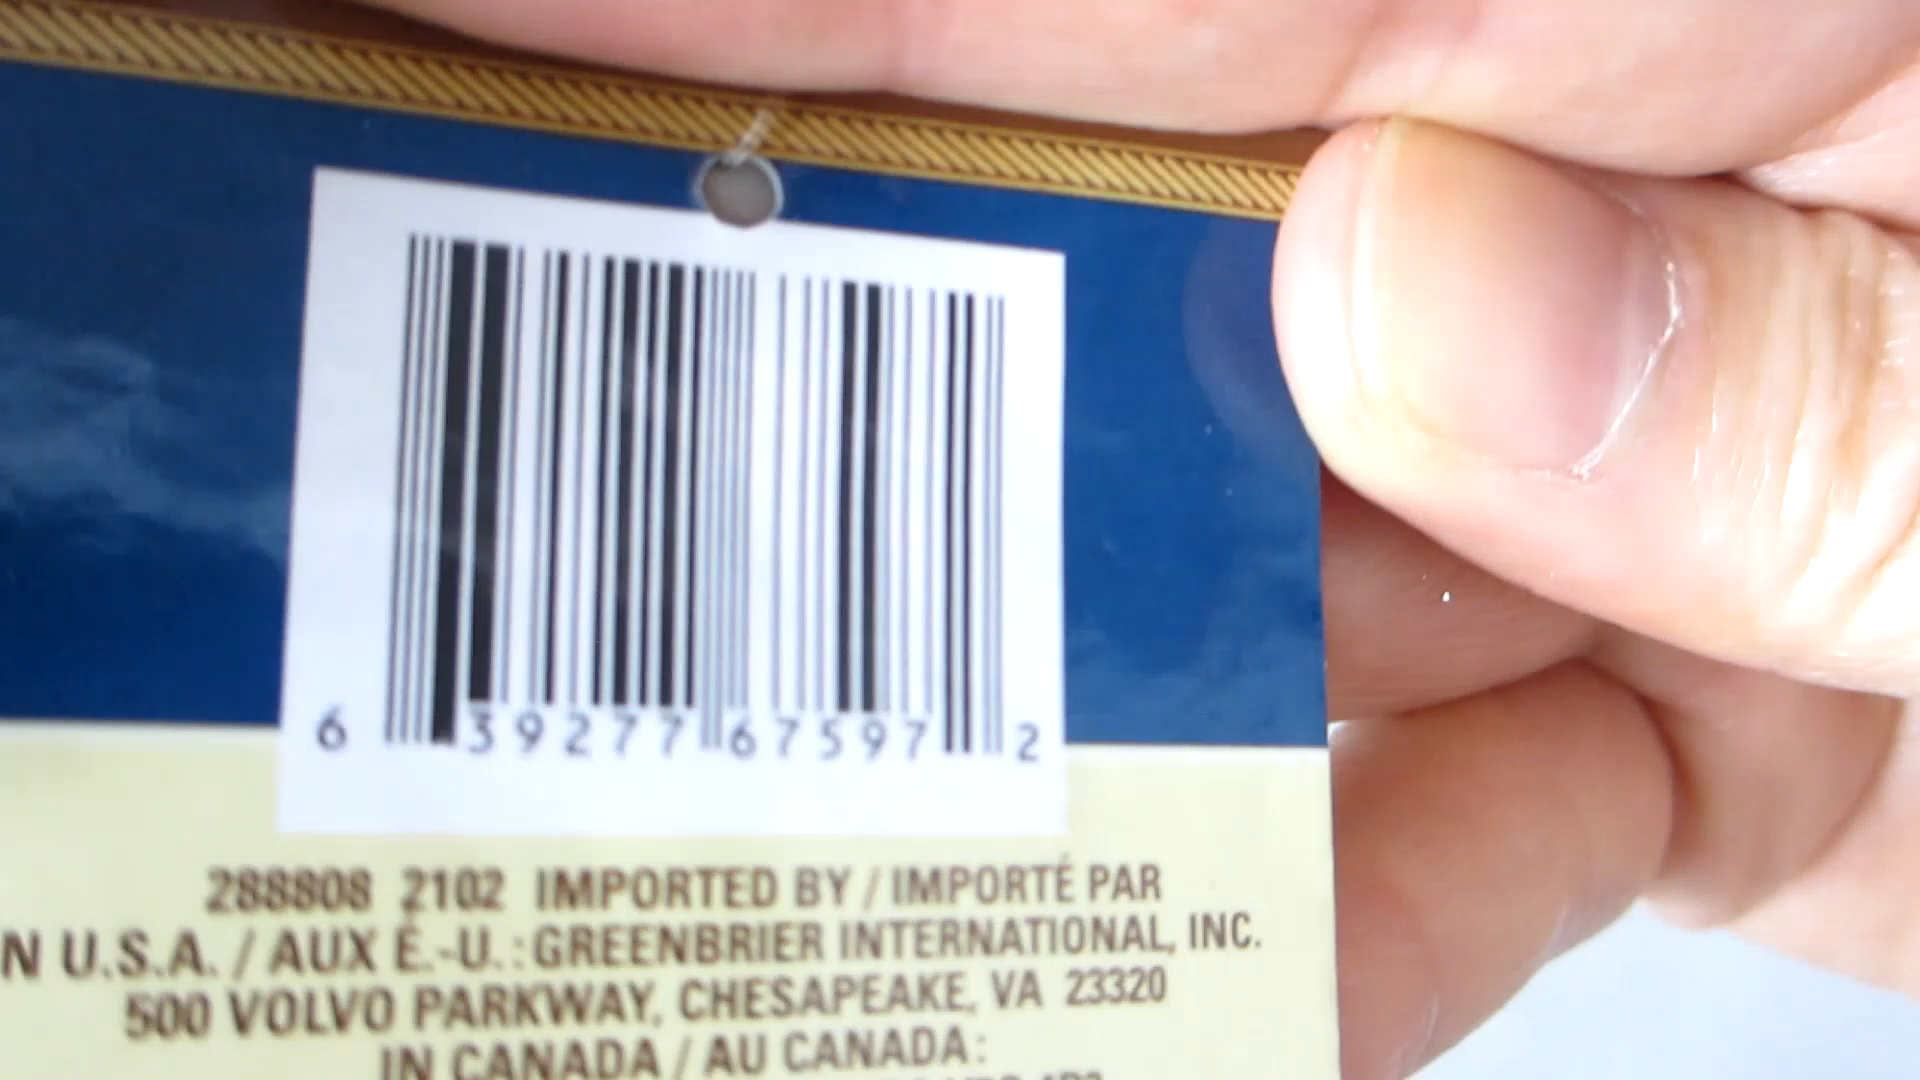 6 39277 67597 2
288808 2102 IMPORTED BY / IMPORTÉ PAR
N U.S.A. / AUX É.-U.: GREENBRIER INTERNATIONAL, INC.
500 VOLVO PARKWAY, CHESAPEAKE, VA 23320
IN CANADA / AU CANADA: